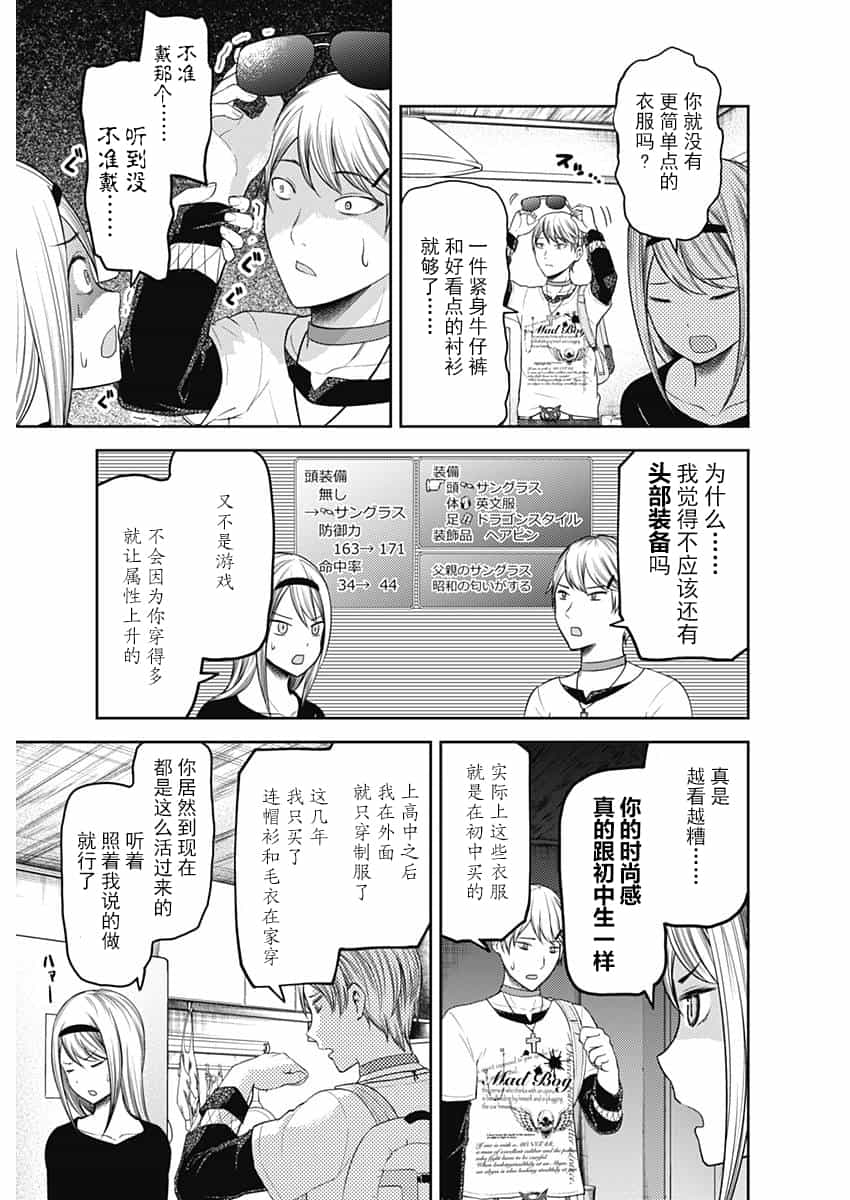 你就没有
更简单点的
衣服吗？
一件紧身牛仔裤
和好看点的衬衫
就够了……
Mad Boy
不准
戴那个……
听到没
不准戴……
ぐぐ
ぐぐ
为什么……
我觉得不应该还有
头部装备吗
装備
頭 サングラス
体 英文服
足 ドラゴンスタイル
装飾品 ヘアピン
父親のサングラス
昭和の匂いがする
頭装備
無し
→サングラス
防御力
163→ 171
命中率
34→ 44
又不是游戏
不会因为你穿得多
就让属性上升的
真是
越看越糟……
你的时尚感
真的跟初中生一样
实际上这些衣服
就是在初中买的
Mad Boy
上高中之后
我在外面
就只穿制服了
这几年
我只买了
连帽衫和毛衣在家穿
你居然到现在
都是这么活过来的
听着
照着我说的做
就行了
ハァー